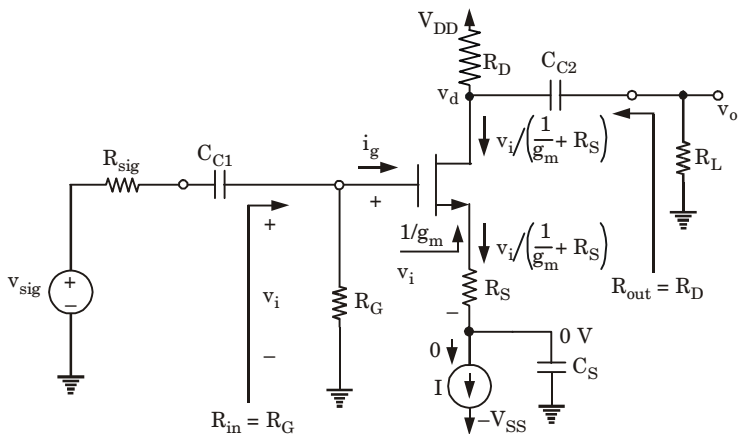 V_DD
R_D
C_C2
v_d
v_o
R_sig
C_C1
i_g
v_i/(1/g_m + R_S)
R_L
+
+
1/g_m
v_i
v_i/(1/g_m + R_S)
v_sig
+
−
v_i
R_G
R_S
R_out = R_D
−
0 V
−
0
I
C_S
R_in = R_G
−V_SS